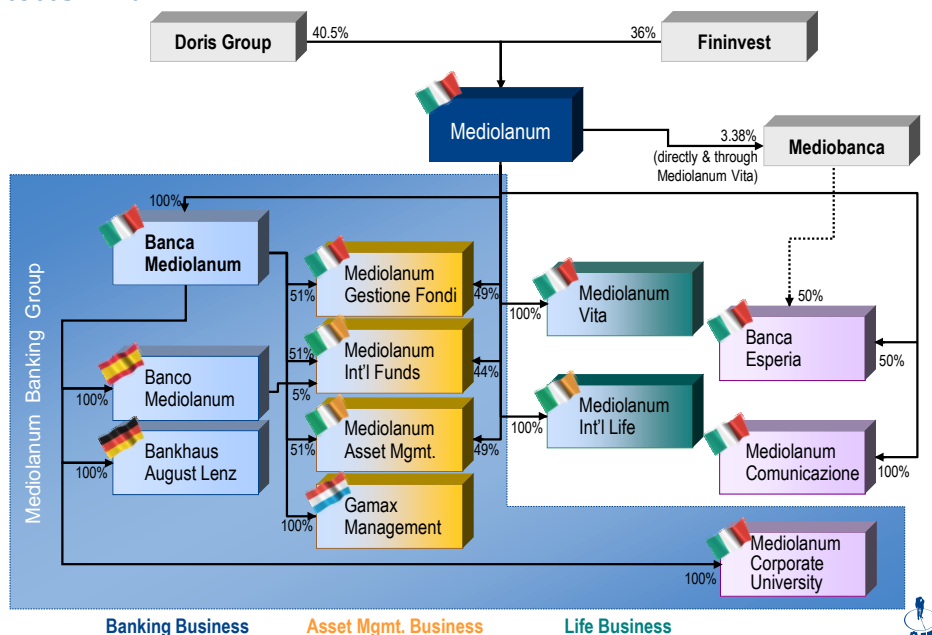 Doris Group
40.5%
36%
Fininvest
Mediolanum
3.38%
(directly & through
Mediolanum Vita)
Mediobanca
Mediolanum Banking Group
100%
Banca
Mediolanum
51%
Mediolanum
Gestione Fondi
49%
100%
Mediolanum
Vita
50%
Banca
Esperia
50%
100%
Banco
Mediolanum
51%
5%
Mediolanum
Int'l Funds
44%
100%
Mediolanum
Int'l Life
100%
Bankhaus
August Lenz
51%
Mediolanum
Asset Mgmt.
49%
Mediolanum
Comunicazione
100%
100%
Gamax
Management
100%
Mediolanum
Corporate
University
Banking Business
Asset Mgmt. Business
Life Business